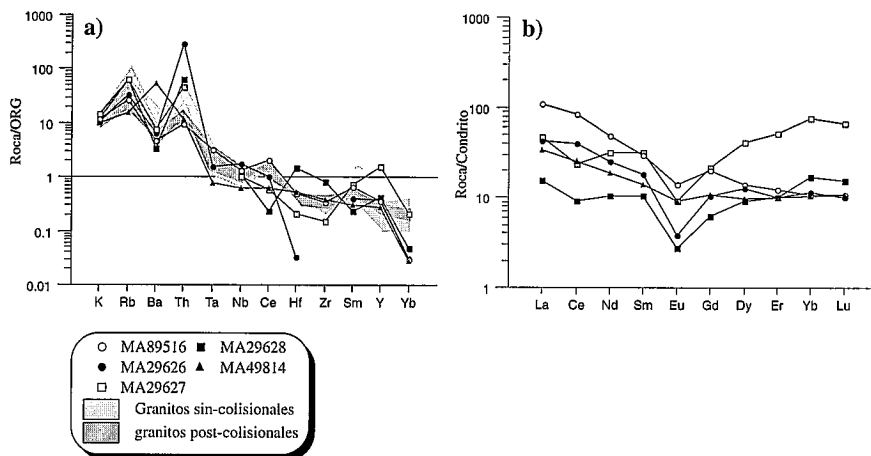 a)
Roca/ORG
1000
100
10
1
0.1
0.01
K Rb Ba Th Ta Nb Ce Hf Zr Sm Y Yb
b)
Roca/Condrito
1000
100
10
1
La Ce Nd Sm Eu Gd Dy Er Yb Lu
MA89516 MA29628
MA29626 MA49814
MA29627
Granitos sin-colisionales
granitos post-colisionales